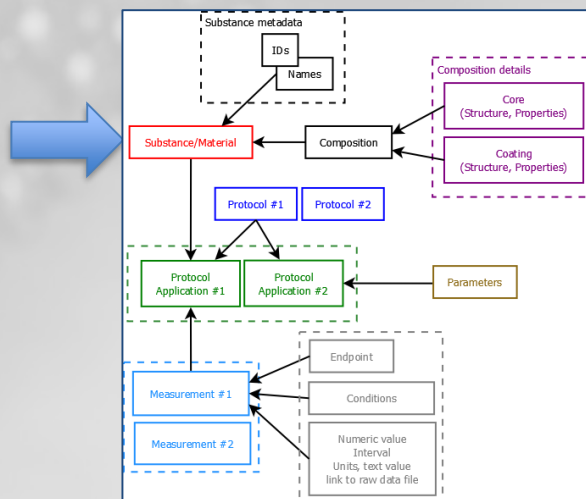 Substance metadata
IDs
Names
Composition details
Core
(Structure, Properties)
Coating
(Structure, Properties)
Substance/Material
Composition
Protocol #1
Protocol #2
Protocol
Application #1
Protocol
Application #2
Parameters
Endpoint
Measurement #1
Conditions
Measurement #2
Numeric value
Interval
Units, text value
link to raw data file